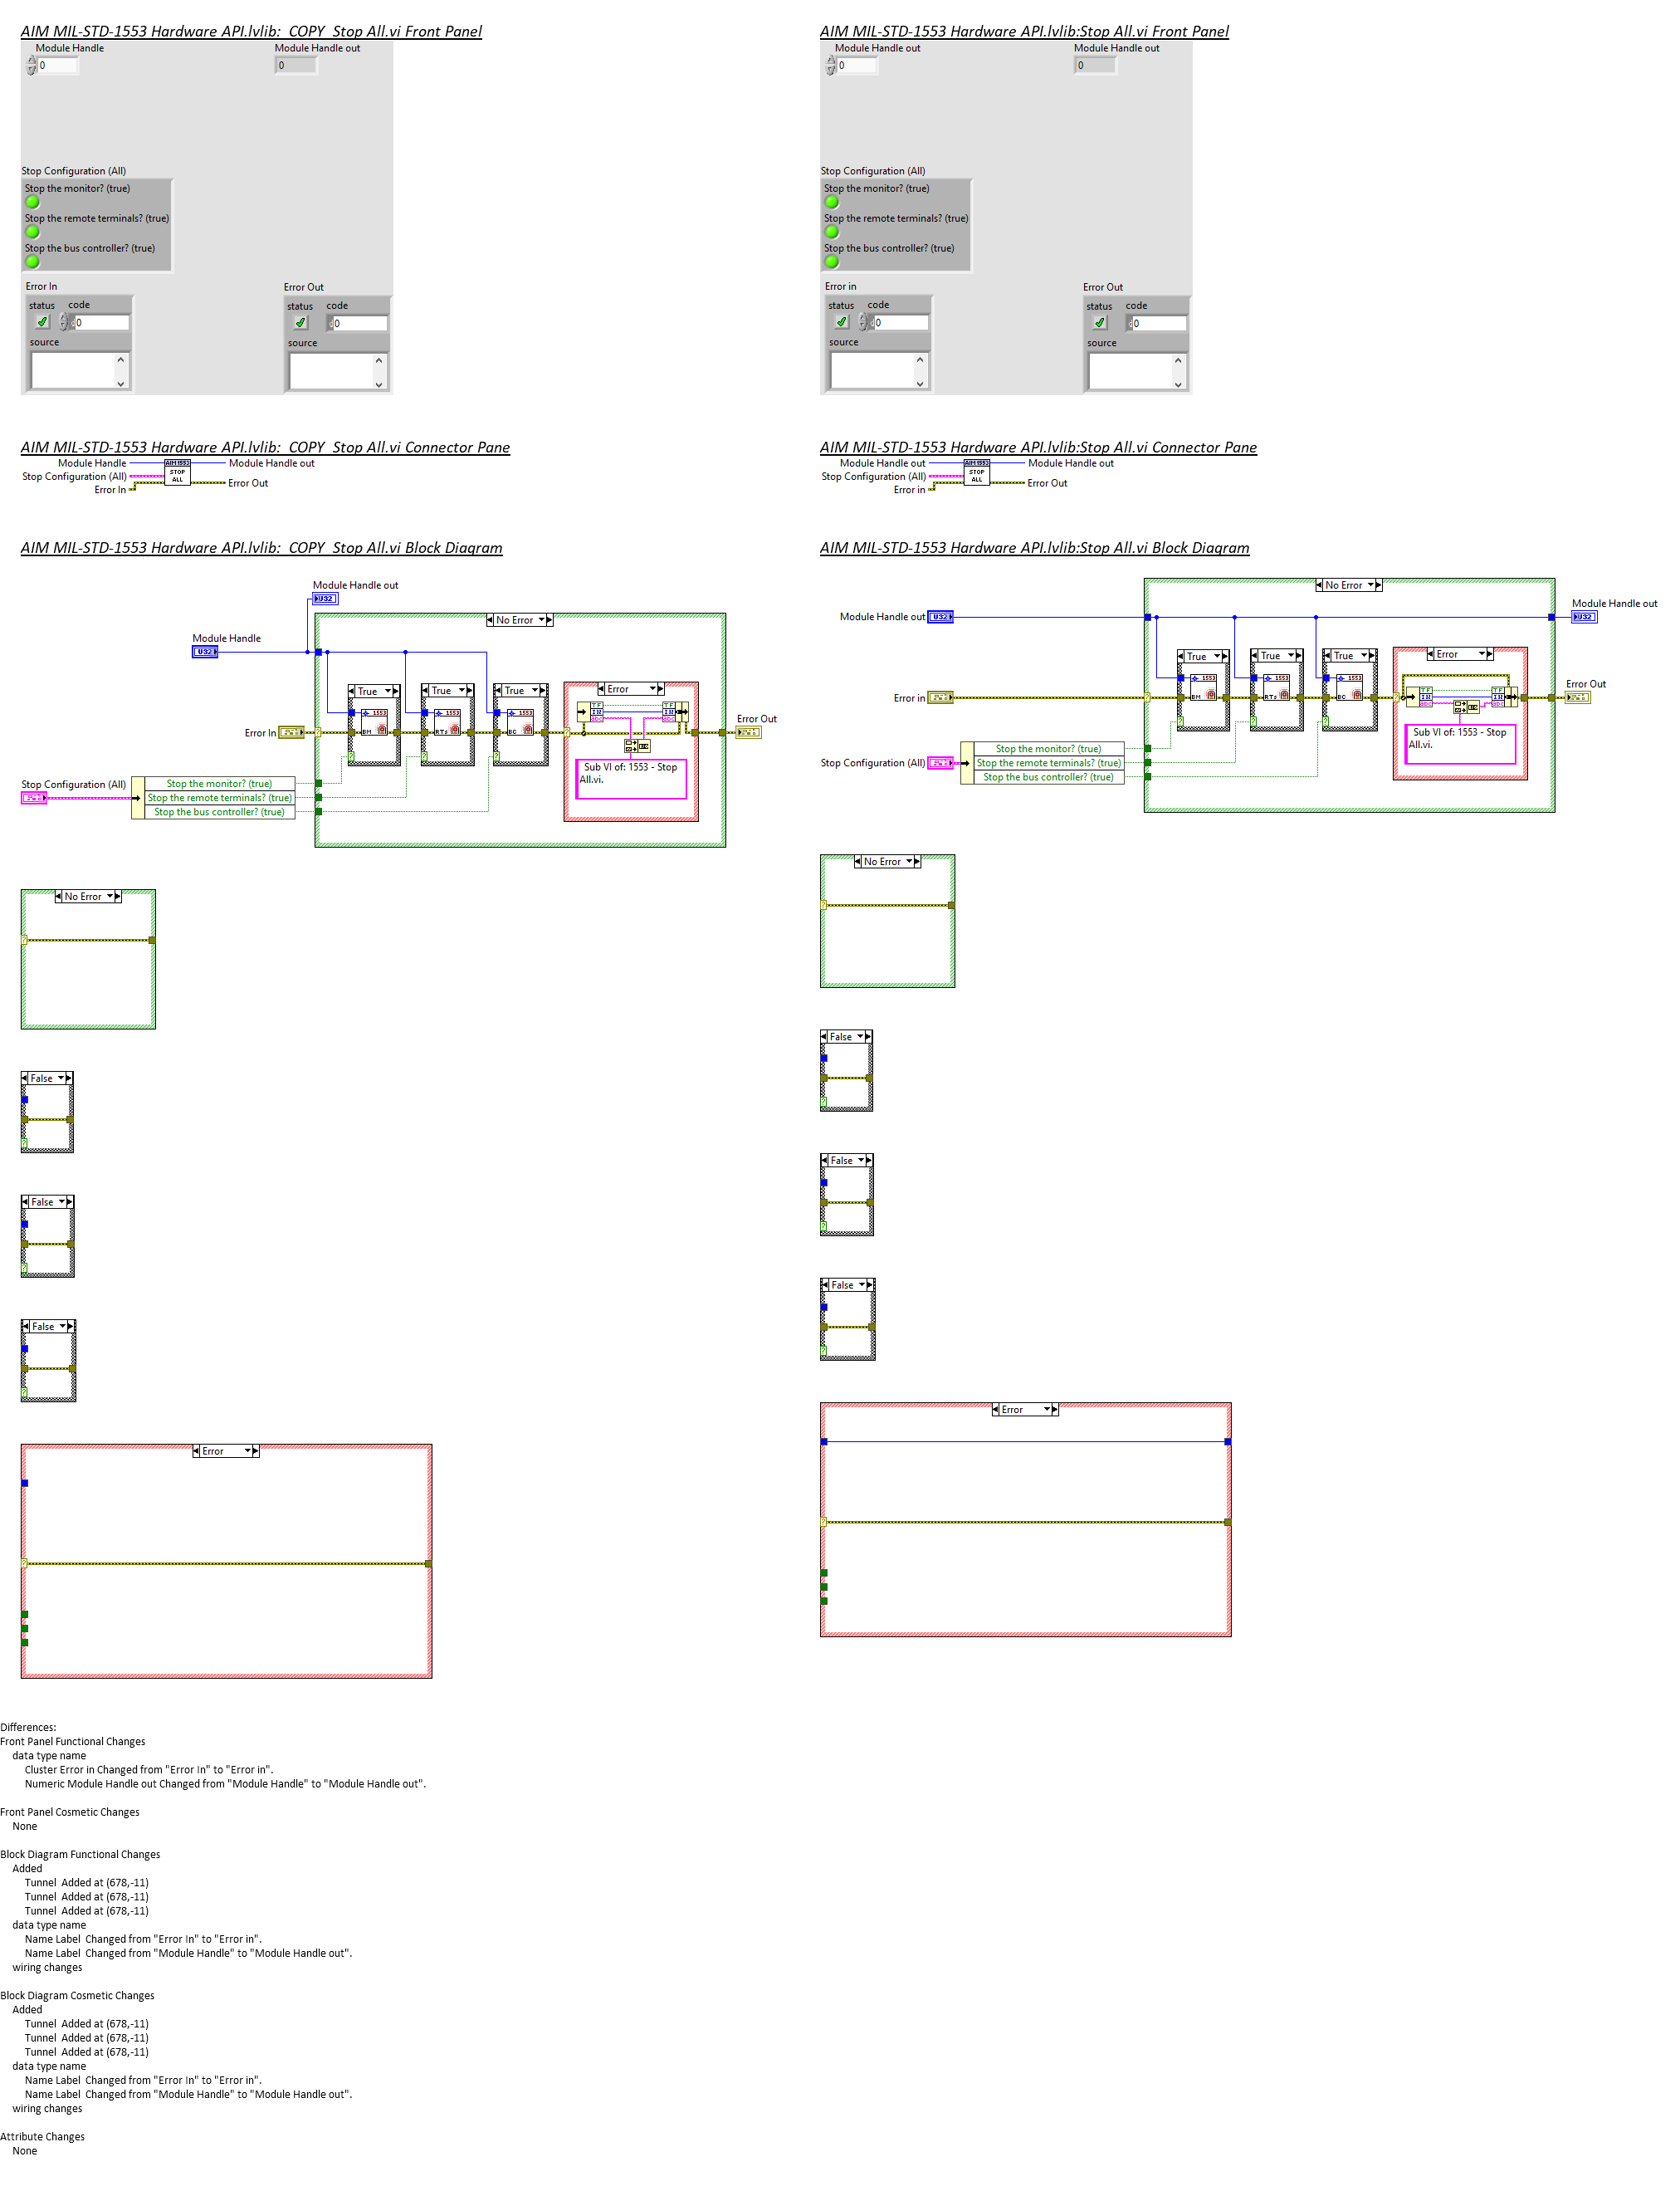 AIM MIL-STD-1553 Hardware API.lvlib:  COPY  Stop All.vi Front Panel
Module Handle
Module Handle out
0
0
Stop Configuration (All)
Stop the monitor? (true)
Stop the remote terminals? (true)
Stop the bus controller? (true)
Error In
Error Out
status
code
status
code
0
0
source
source
AIM MIL-STD-1553 Hardware API.lvlib:Stop All.vi Front Panel
Module Handle out
Module Handle out
0
0
Stop Configuration (All)
Stop the monitor? (true)
Stop the remote terminals? (true)
Stop the bus controller? (true)
Error in
Error Out
status
code
status
code
0
0
source
source
AIM MIL-STD-1553 Hardware API.lvlib:  COPY  Stop All.vi Connector Pane
Module Handle
AIM1553
Module Handle out
Stop Configuration (All)
STOP
ALL
Error In
Error Out
AIM MIL-STD-1553 Hardware API.lvlib:Stop All.vi Connector Pane
Module Handle out
AIM1553
Module Handle out
Stop Configuration (All)
STOP
ALL
Error in
Error Out
AIM MIL-STD-1553 Hardware API.lvlib:  COPY  Stop All.vi Block Diagram
Module Handle out
U32
No Error
Module Handle
U32
True
True
True
Error
1553
BM
1553
RTs
1553
BC
TF
TF
abc
abc
Error In
Error Out
Sub VI of: 1553 - Stop
All.vi.
Stop Configuration (All)
Stop the monitor? (true)
Stop the remote terminals? (true)
Stop the bus controller? (true)
No Error
False
False
False
Error
AIM MIL-STD-1553 Hardware API.lvlib:Stop All.vi Block Diagram
No Error
Module Handle out
U32
Module Handle out
U32
True
True
True
Error
1553
BM
1553
RTs
1553
BC
TF
TF
abc
abc
Error in
Error Out
Sub VI of: 1553 - Stop
All.vi.
Stop Configuration (All)
Stop the monitor? (true)
Stop the remote terminals? (true)
Stop the bus controller? (true)
No Error
False
False
False
Error
Differences:
Front Panel Functional Changes
data type name
Cluster Error in Changed from "Error In" to "Error in".
Numeric Module Handle out Changed from "Module Handle" to "Module Handle out".
Front Panel Cosmetic Changes
None
Block Diagram Functional Changes
Added
Tunnel  Added at (678,-11)
Tunnel  Added at (678,-11)
Tunnel  Added at (678,-11)
data type name
Name Label  Changed from "Error In" to "Error in".
Name Label  Changed from "Module Handle" to "Module Handle out".
wiring changes
Block Diagram Cosmetic Changes
Added
Tunnel  Added at (678,-11)
Tunnel  Added at (678,-11)
Tunnel  Added at (678,-11)
data type name
Name Label  Changed from "Error In" to "Error in".
Name Label  Changed from "Module Handle" to "Module Handle out".
wiring changes
Attribute Changes
None